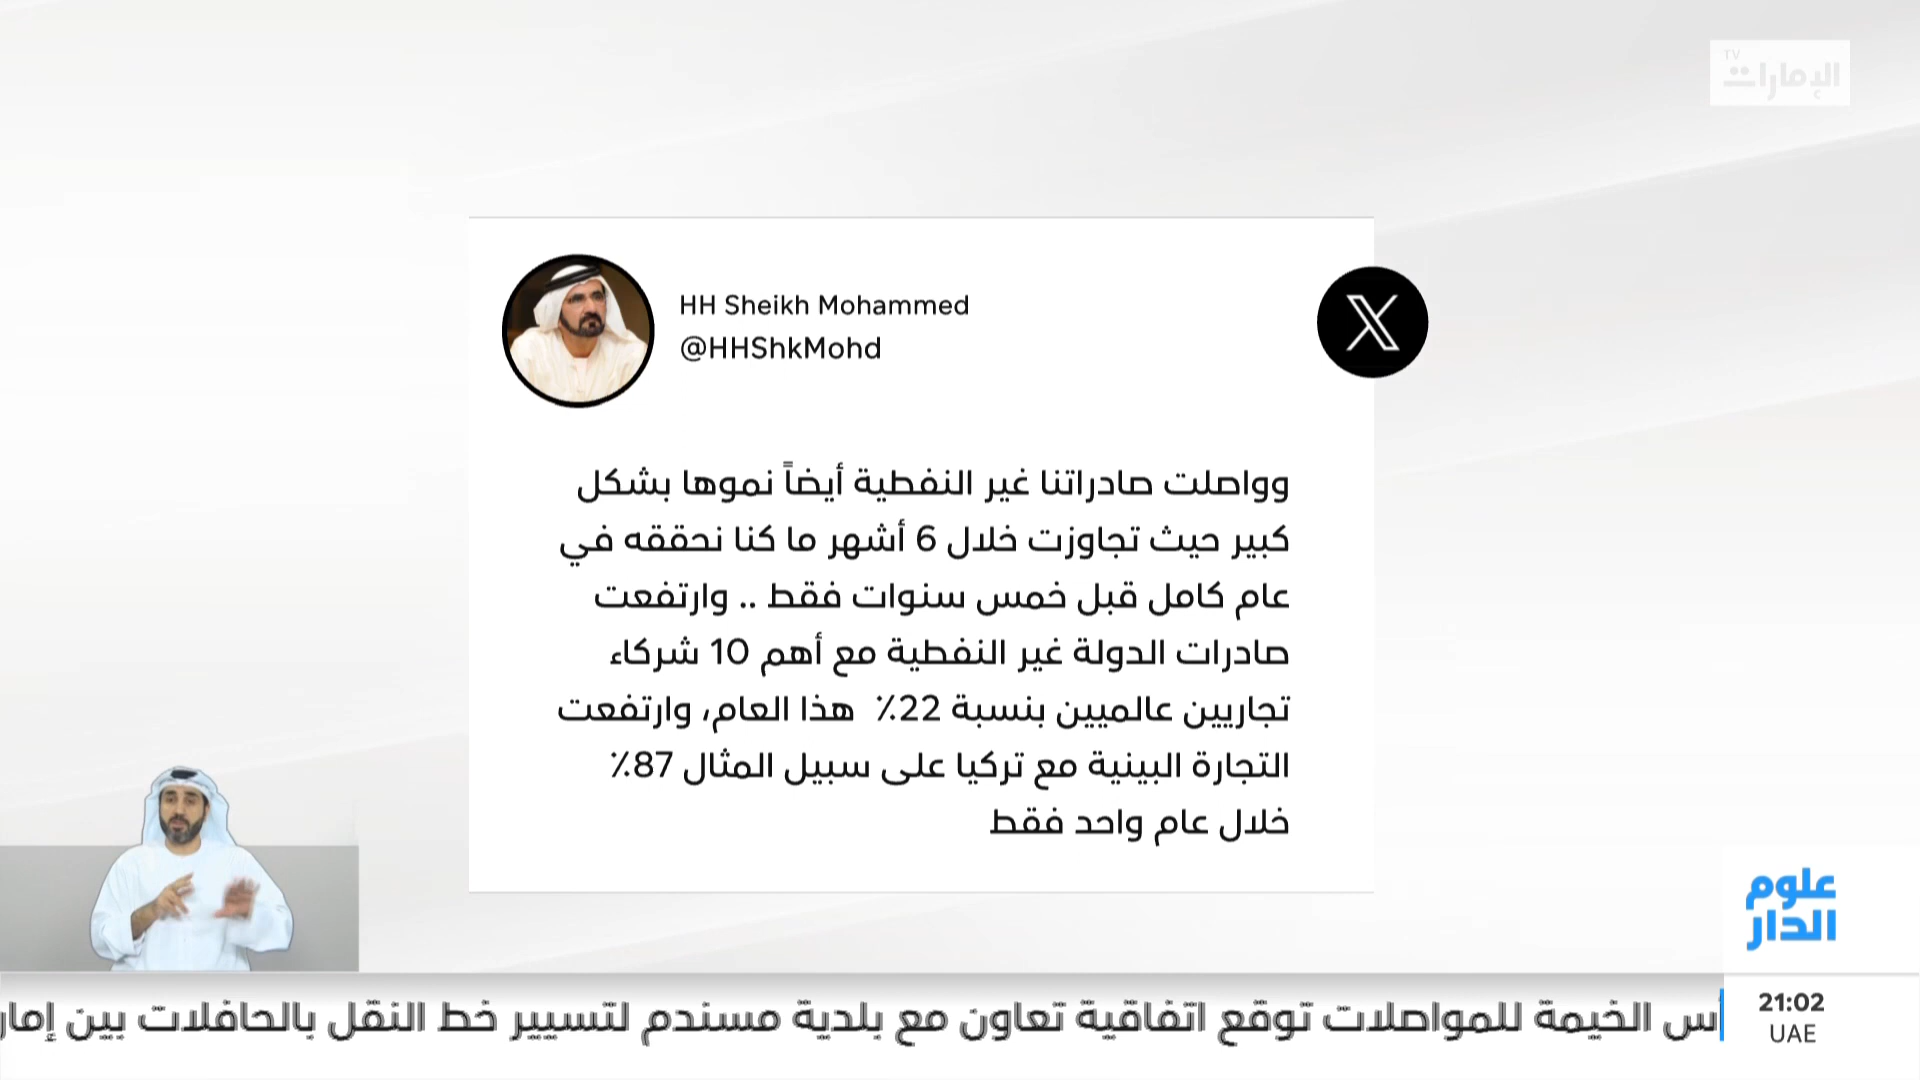 TV
الإمارات
HH Sheikh Mohammed
@HHShkMohd
وواصلت صادراتنا غير النفطية أيضاً نموها بشكل
كبير حيث تجاوزت خلال 6 أشهر ما كنا نحققه في
عام كامل قبل خمس سنوات فقط .. وارتفعت
صادرات الدولة غير النفطية مع أهم 10 شركاء
تجاريين عالميين بنسبة 22٪ هذا العام، وارتفعت
التجارة البينية مع تركيا على سبيل المثال 87٪
خلال عام واحد فقط
علوم
الدار
أس الخيمة للمواصلات توقع اتفاقية تعاون مع بلدية مسندم لتسيير خط النقل بالحافلات بين إمار
21:02
UAE